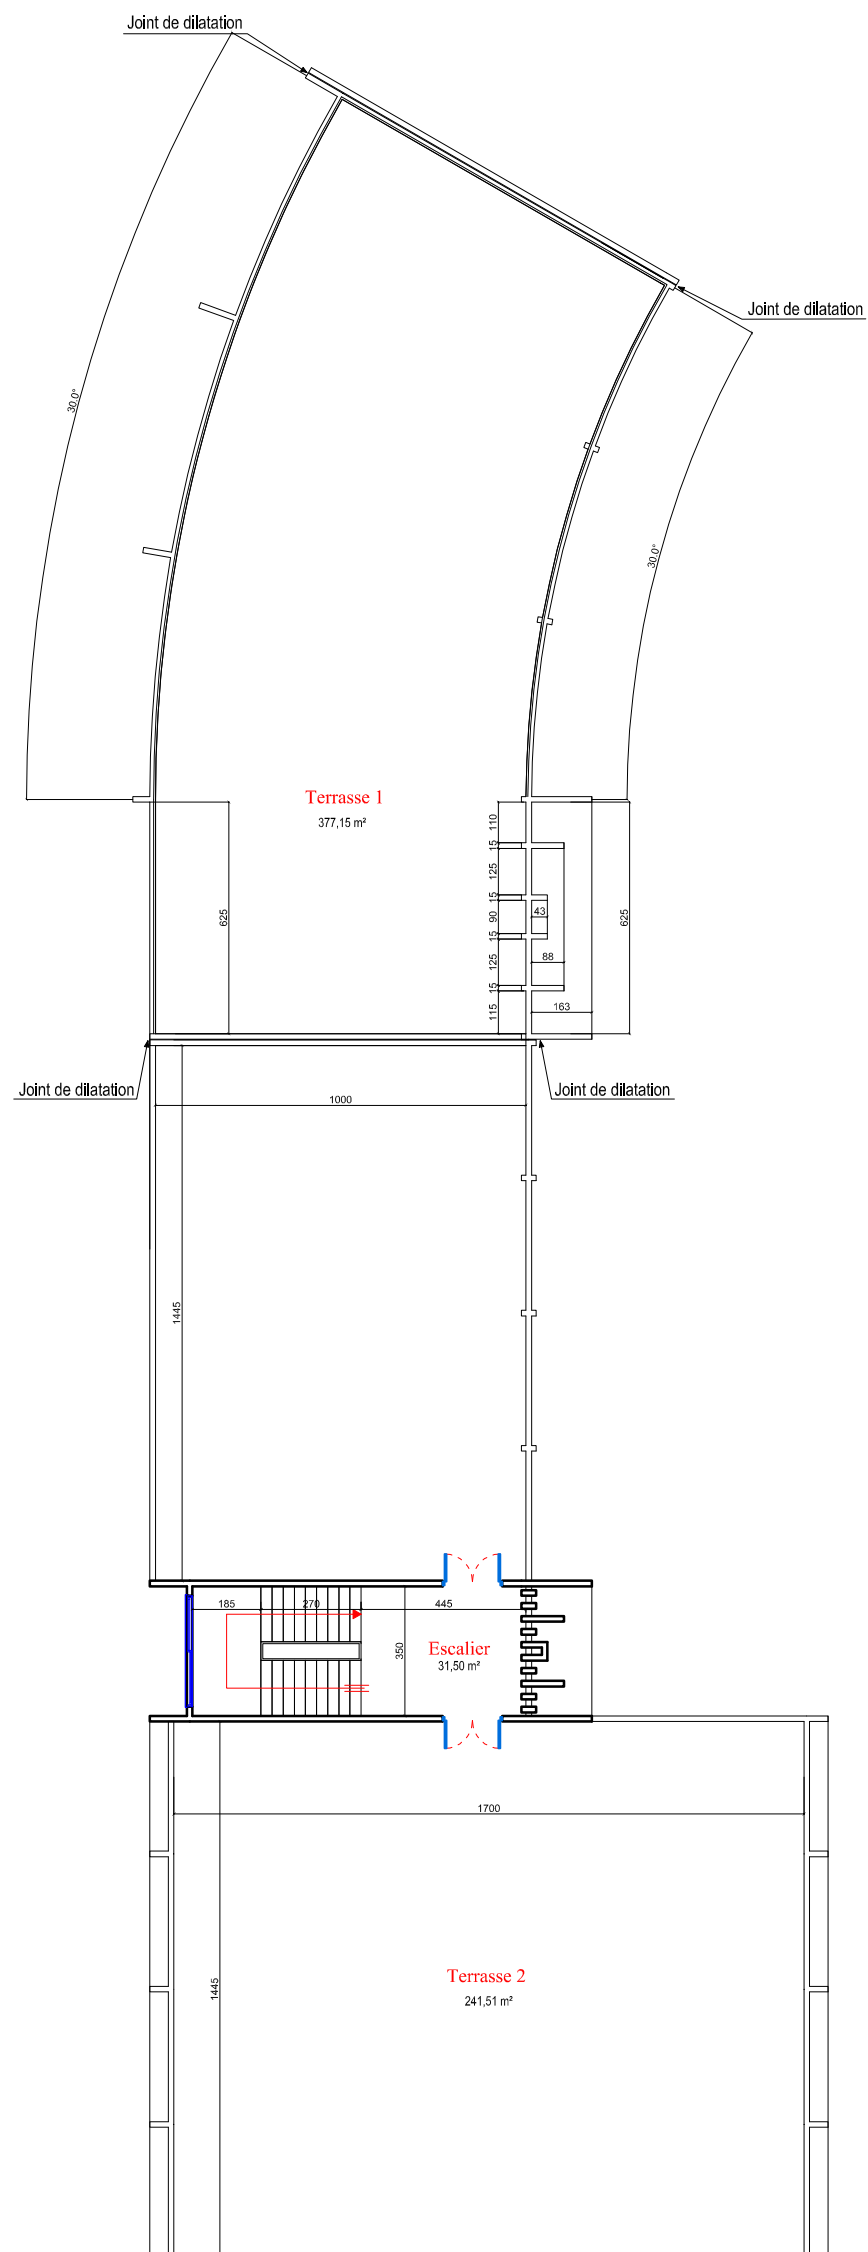 Joint de dilatation
Joint de dilatation
30.0°
30.0°
Terrasse 1
377,15 m²
110
15
125
15
90
15
125
15
115
43
88
163
625
625
Joint de dilatation
Joint de dilatation
1000
1445
185
270
445
350
Escalier
31,50 m²
1700
1445
Terrasse 2
241,51 m²